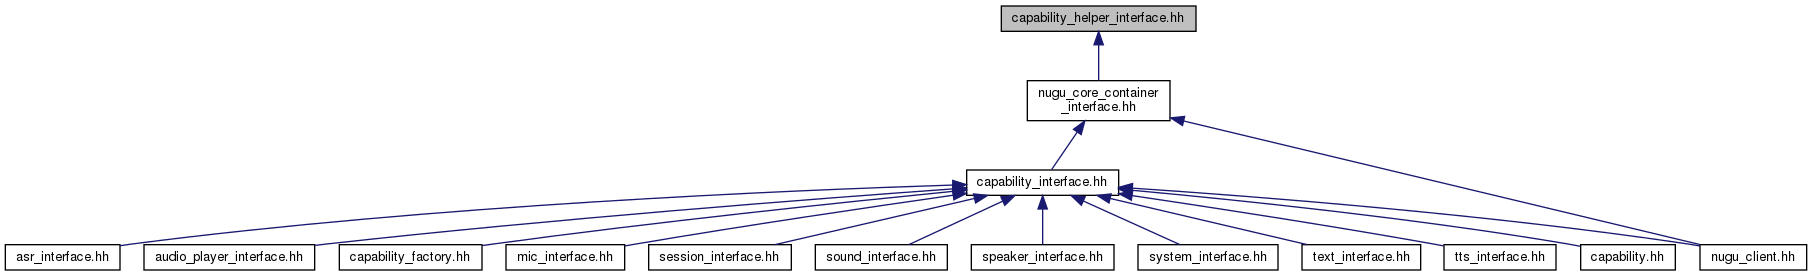 capability_helper_interface.hh
nugu_core_container
_interface.hh
capability_interface.hh
asr_interface.hh
audio_player_interface.hh
capability_factory.hh
mic_interface.hh
session_interface.hh
sound_interface.hh
speaker_interface.hh
system_interface.hh
text_interface.hh
tts_interface.hh
capability.hh
nugu_client.hh